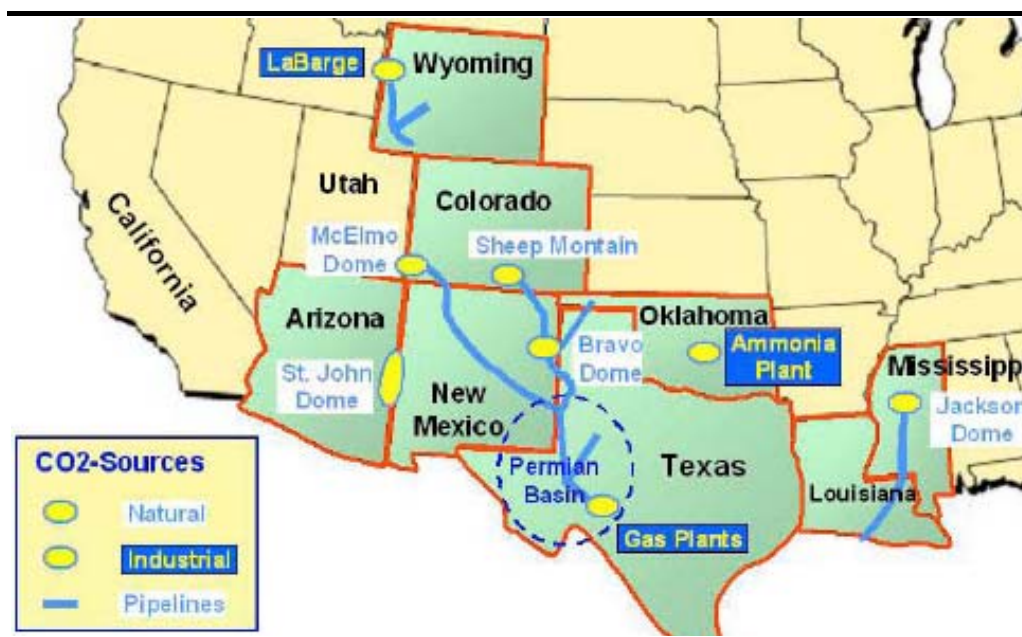 LaBarge
Wyoming
Utah
Colorado
California
McElmo
Dome
Sheep Montain
Arizona
Oklahoma
St. John
Dome
Bravo
Dome
Ammonia
Plant
Mississipp
New
Mexico
Jackson
Dome
Permian
Basin
Texas
Louisiana
Gas Plants
CO2-Sources
Natural
Industrial
Pipelines